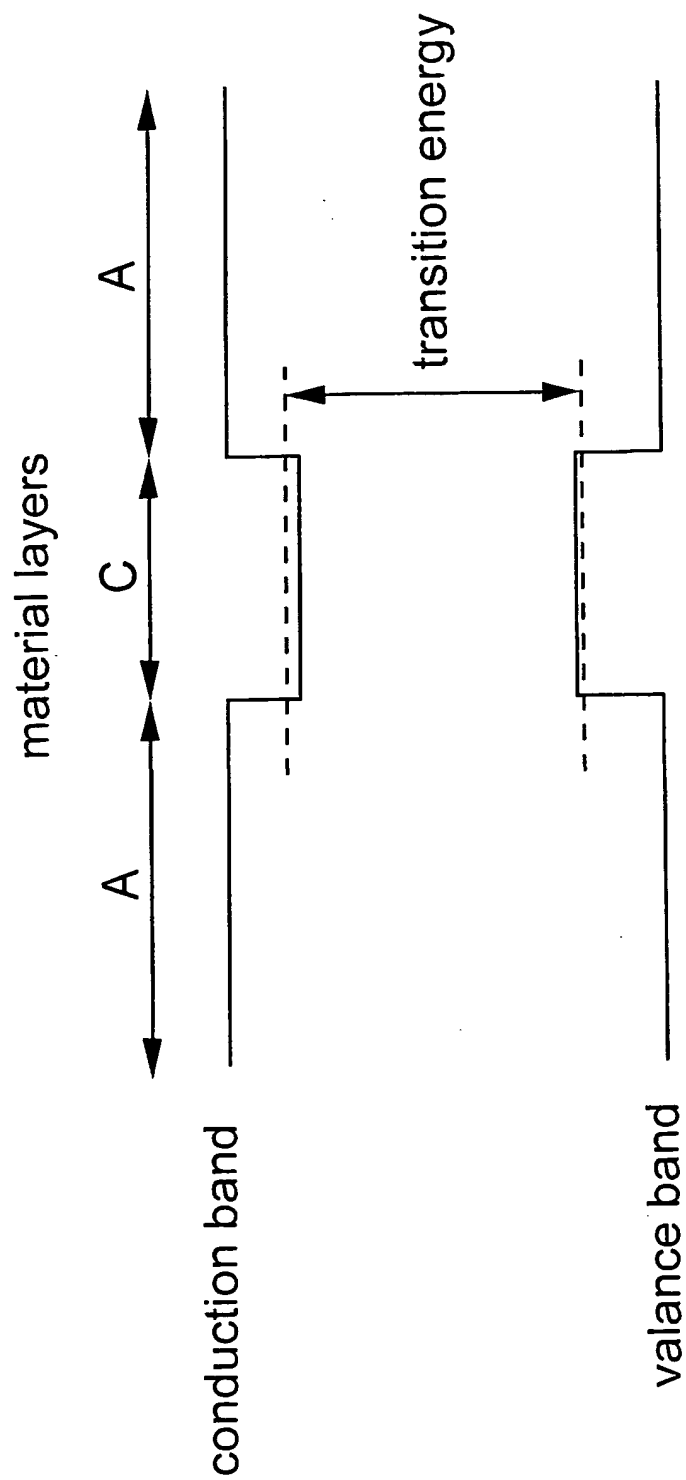 material layers
A
C
A
conduction band
transition energy
valance band